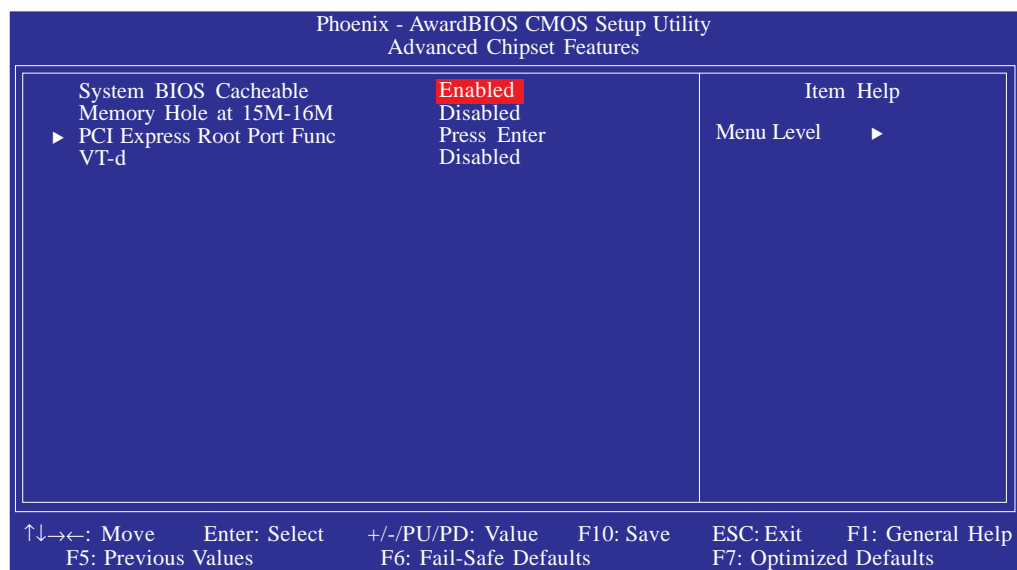 Phoenix - AwardBIOS CMOS Setup Utility
Advanced Chipset Features
System BIOS Cacheable Enabled
Memory Hole at 15M-16M Disabled
► PCI Express Root Port Func Press Enter
VT-d Disabled
Item Help
Menu Level ►
↑↓→←: Move Enter: Select +/-/PU/PD: Value F10: Save ESC: Exit F1: General Help
F5: Previous Values F6: Fail-Safe Defaults F7: Optimized Defaults